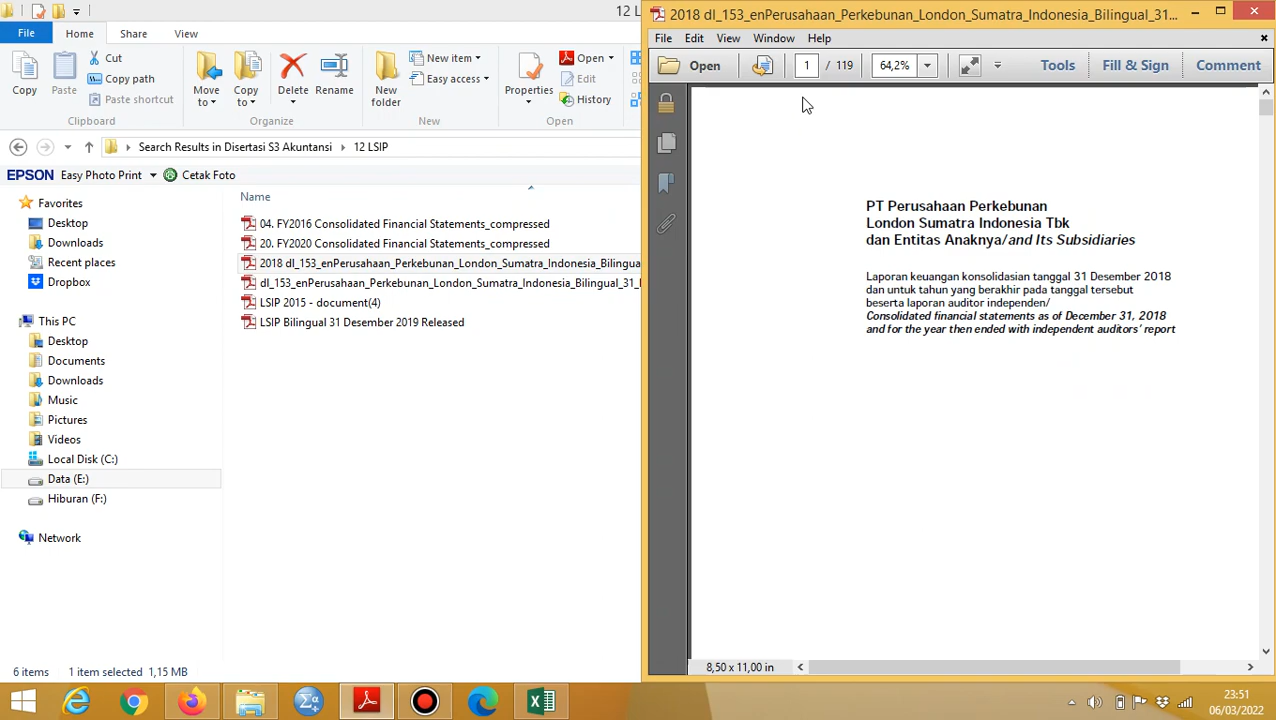 12 L
File
Home
Share
View
Copy
Paste
Cut
Copy path
Paste shortcut
Clipboard
Move to
Copy to
Delete
Rename
Organize
New folder
New item
Easy access
New
Properties
Open
Edit
History
Open
Search Results in Disertasi S3 Akuntansi
12 LSIP
EPSON
Easy Photo Print
Cetak Foto
Favorites
Desktop
Downloads
Recent places
Dropbox
This PC
Desktop
Documents
Downloads
Music
Pictures
Videos
Local Disk (C:)
Data (E:)
Hiburan (F:)
Network
Name
04. FY2016 Consolidated Financial Statements_compressed
20. FY2020 Consolidated Financial Statements_compressed
2018 dl_153_enPerusahaan_Perkebunan_London_Sumatra_Indonesia_Bilingua
dl_153_enPerusahaan_Perkebunan_London_Sumatra_Indonesia_Bilingual_31_
LSIP 2015 - document(4)
LSIP Bilingual 31 Desember 2019 Released
6 items 1 item selected 1,15 MB
2018 dl_153_enPerusahaan_Perkebunan_London_Sumatra_Indonesia_Bilingual_31...
File Edit View Window Help
Open
1 / 119
64,2%
Tools
Fill & Sign
Comment
PT Perusahaan Perkebunan
London Sumatra Indonesia Tbk
dan Entitas Anaknya/and Its Subsidiaries
Laporan keuangan konsolidasian tanggal 31 Desember 2018
dan untuk tahun yang berakhir pada tanggal tersebut
beserta laporan auditor independen/
Consolidated financial statements as of December 31, 2018
and for the year then ended with independent auditors' report
8,50 x 11,00 in
23:51
06/03/2022